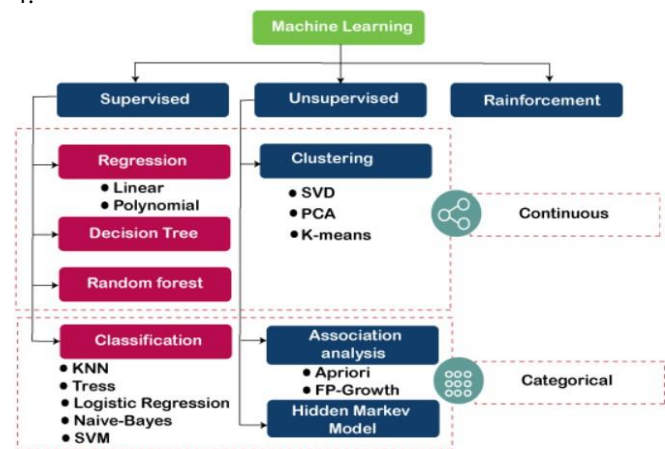 1.
Machine Learning
Supervised
Unsupervised
Rainforcement
Regression
● Linear
● Polynomial
Decision Tree
Random forest
Clustering
● SVD
● PCA
● K-means
Continuous
Classification
● KNN
● Tress
● Logistic Regression
● Naive-Bayes
● SVM
Association
analysis
● Apriori
● FP-Growth
Hidden Markev
Model
Categorical